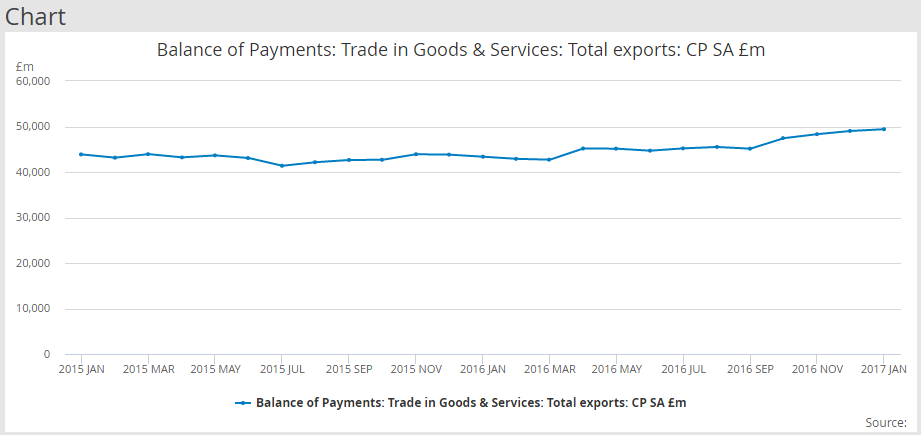 Chart
Balance of Payments: Trade in Goods & Services: Total exports: CP SA £m
£m
60,000
50,000
40,000
30,000
20,000
10,000
0
2015 JAN 2015 MAR 2015 MAY 2015 JUL 2015 SEP 2015 NOV 2016 JAN 2016 MAR 2016 MAY 2016 JUL 2016 SEP 2016 NOV 2017 JAN
Balance of Payments: Trade in Goods & Services: Total exports: CP SA £m
Source: